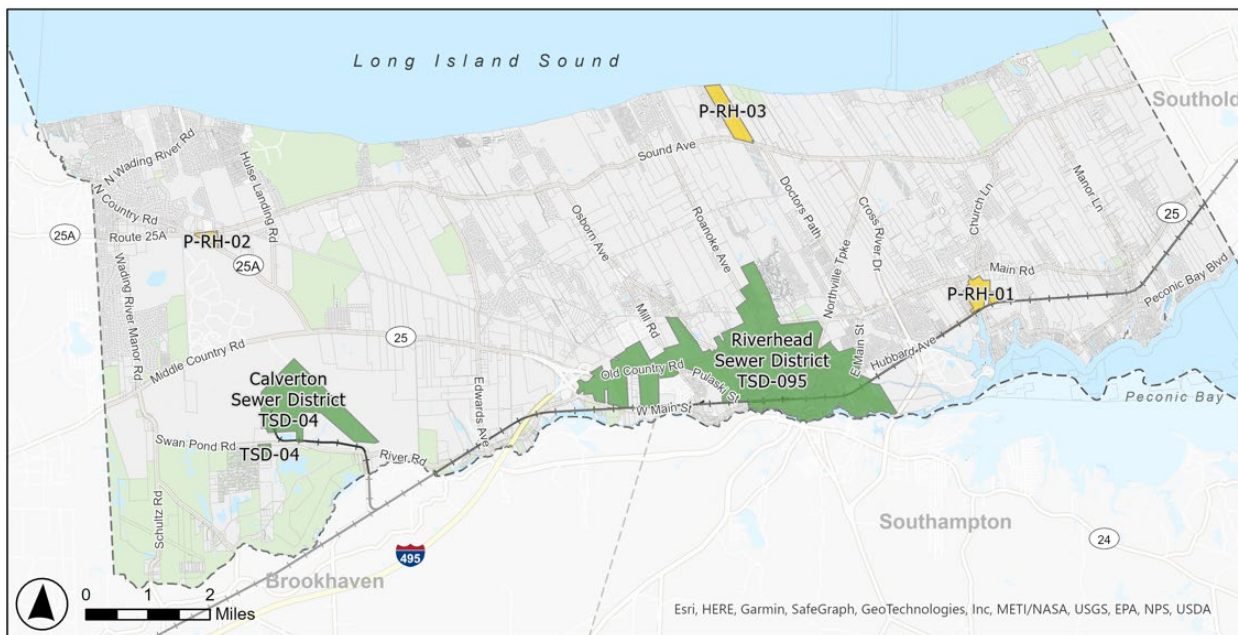 Long Island Sound
Southold
P-RH-03
Sound Ave
N Wading River Rd
N Country Rd
Hulse Landing Rd
Route 25A
25A
P-RH-02
25A
Wading River Manor Rd
Osborn Ave
Roanoke Ave
Doctors Path
Cross River Dr
Church Ln
Manor Ln
25
Northville Tpke
Main Rd
P-RH-01
Peconic Bay Blvd
Mill Rd
Middle Country Rd
25
Riverhead
Sewer District
TSD-095
Old Country Rd
Pulaski St
E Main St
Hubbard Ave
Calverton
Sewer District
TSD-04
Edwards Ave
W Main St
Peconic Bay
Swan Pond Rd
TSD-04
River Rd
Schultz Rd
Southampton
24
495
Brookhaven
0 1 2
Miles
Esri, HERE, Garmin, SafeGraph, GeoTechnologies, Inc, METI/NASA, USGS, EPA, NPS, USDA